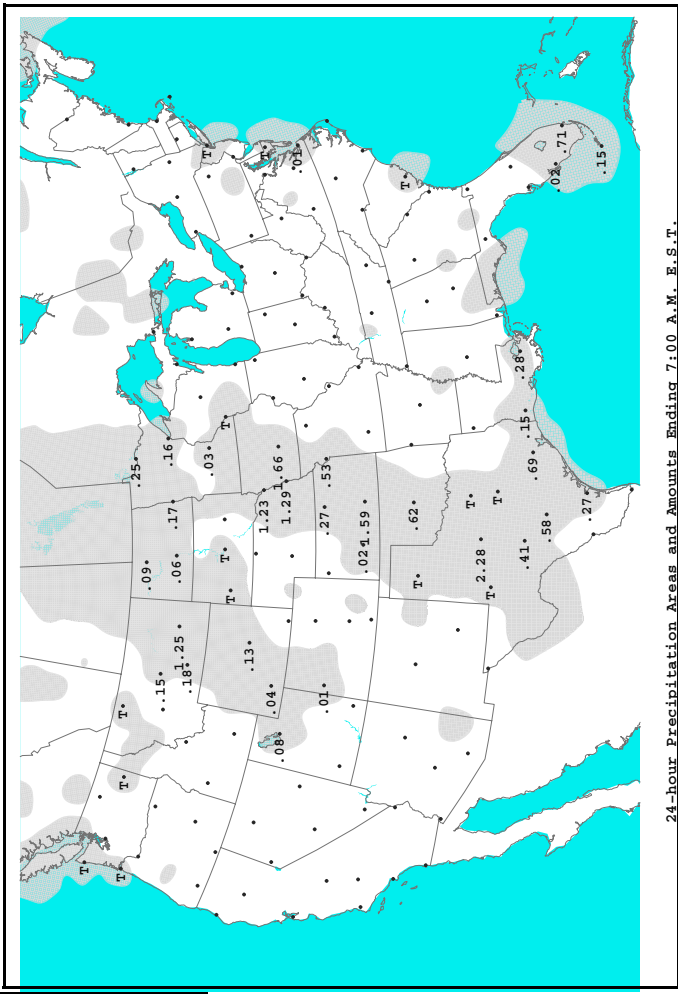 T
T
T
T
.25
.09
.15
.16
.17
.06
1.25
.18
T
.03
T
T
T
.13
1.23
T
.04
1.66
.08
1.29
.01
.01
.27
.53
.02 1.59
T
.62
T
T
2.28
T
T
.28
.41
.15
.69
.58
.02
.71
.27
.15
24-hour Precipitation Areas and Amounts Ending 7:00 A.M. E.S.T.